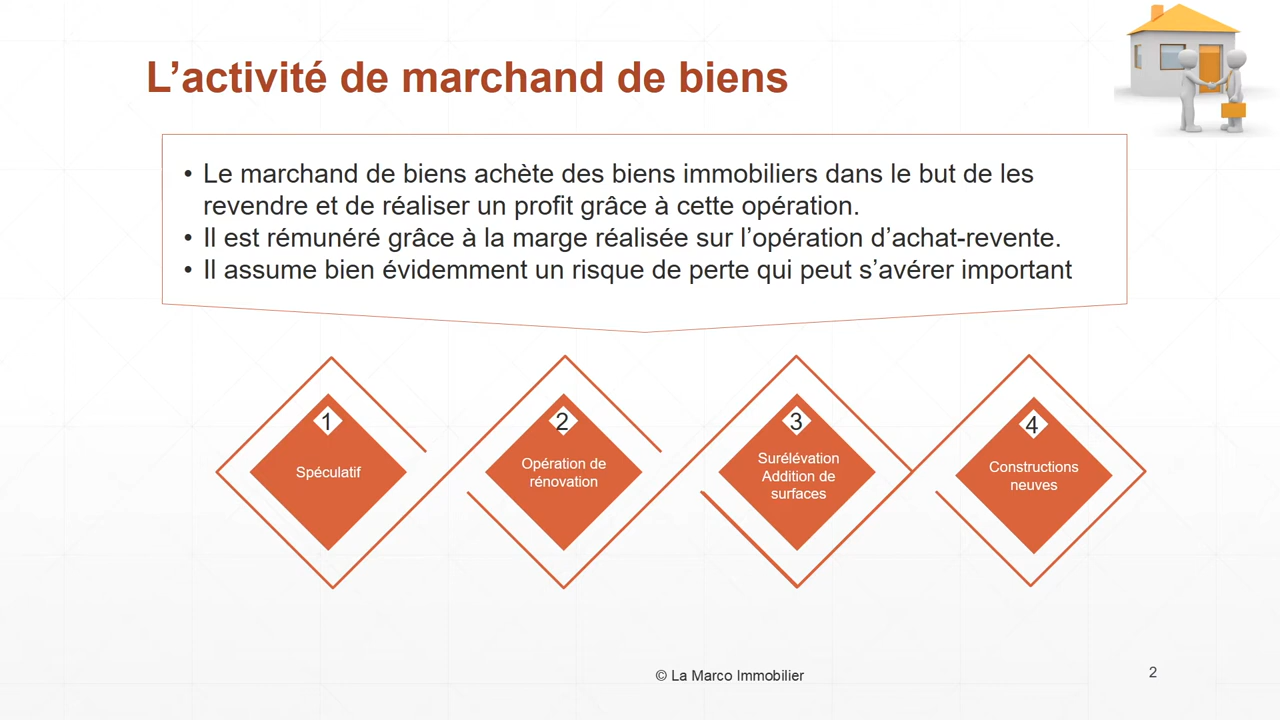 L’activité de marchand de biens
• Le marchand de biens achète des biens immobiliers dans le but de les
revendre et de réaliser un profit grâce à cette opération.
• Il est rémunéré grâce à la marge réalisée sur l’opération d’achat-revente.
• Il assume bien évidemment un risque de perte qui peut s’avérer important
1
Spéculatif
2
Opération de
rénovation
3
Surélévation
Addition de
surfaces
4
Constructions
neuves
© La Marco Immobilier
2